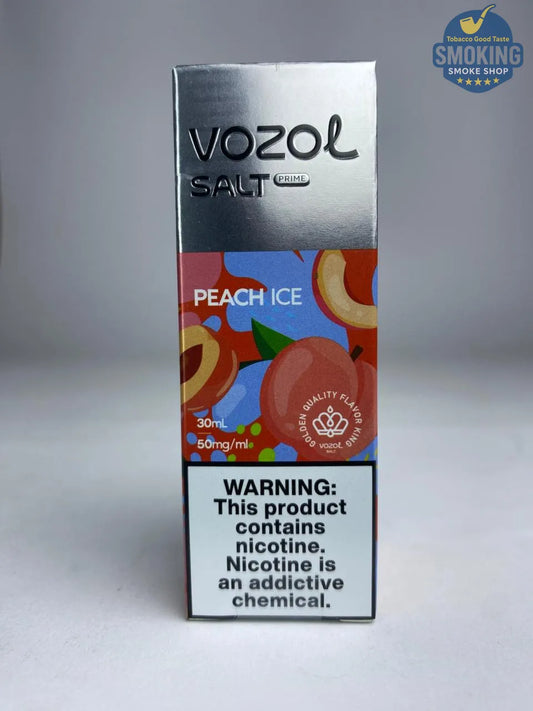 Tobacco Good Taste
SMOKING
SMOKE SHOP
VOZOL
SALT PRIME
PEACH ICE
30mL
50mg/ml
GOLDEN QUALITY FLAVOR KING
VOZOL
SALT
WARNING:
This product
contains
nicotine.
Nicotine is
an addictive
chemical.